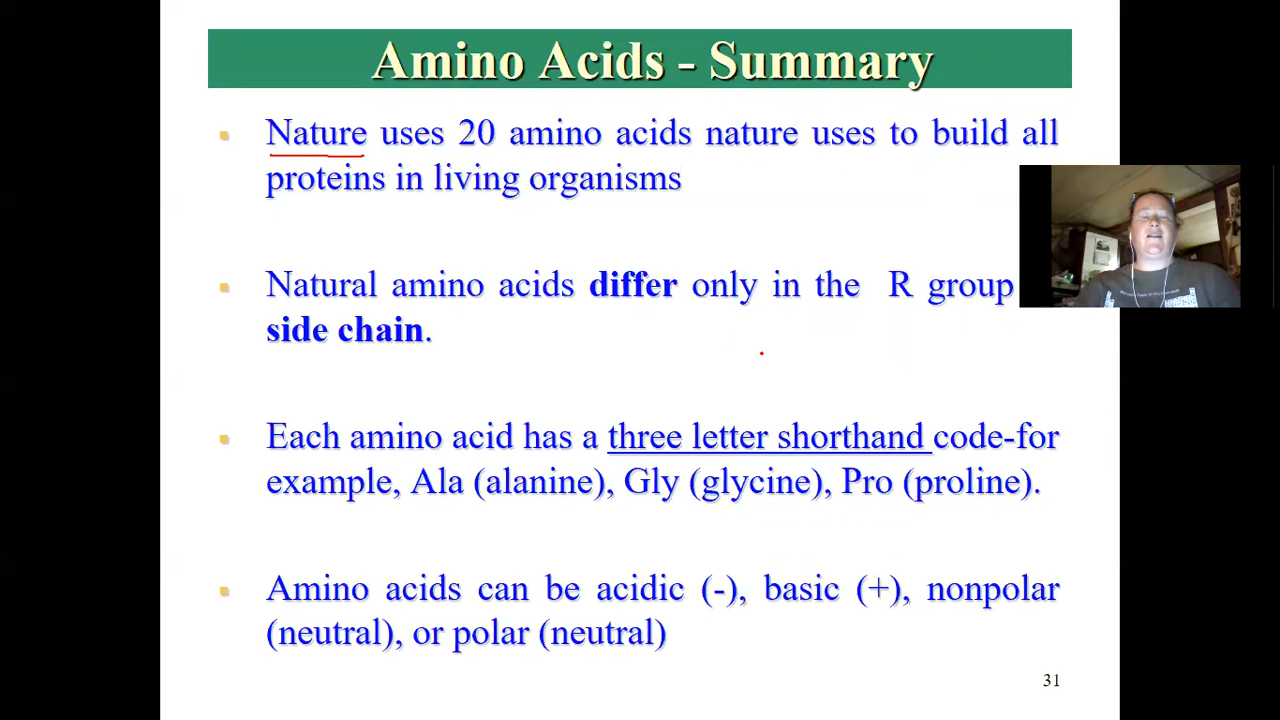 Amino Acids - Summary
Nature uses 20 amino acids nature uses to build all
proteins in living organisms
Natural amino acids differ only in the R group
side chain.
Each amino acid has a three letter shorthand code-for
example, Ala (alanine), Gly (glycine), Pro (proline).
Amino acids can be acidic (-), basic (+), nonpolar
(neutral), or polar (neutral)
31